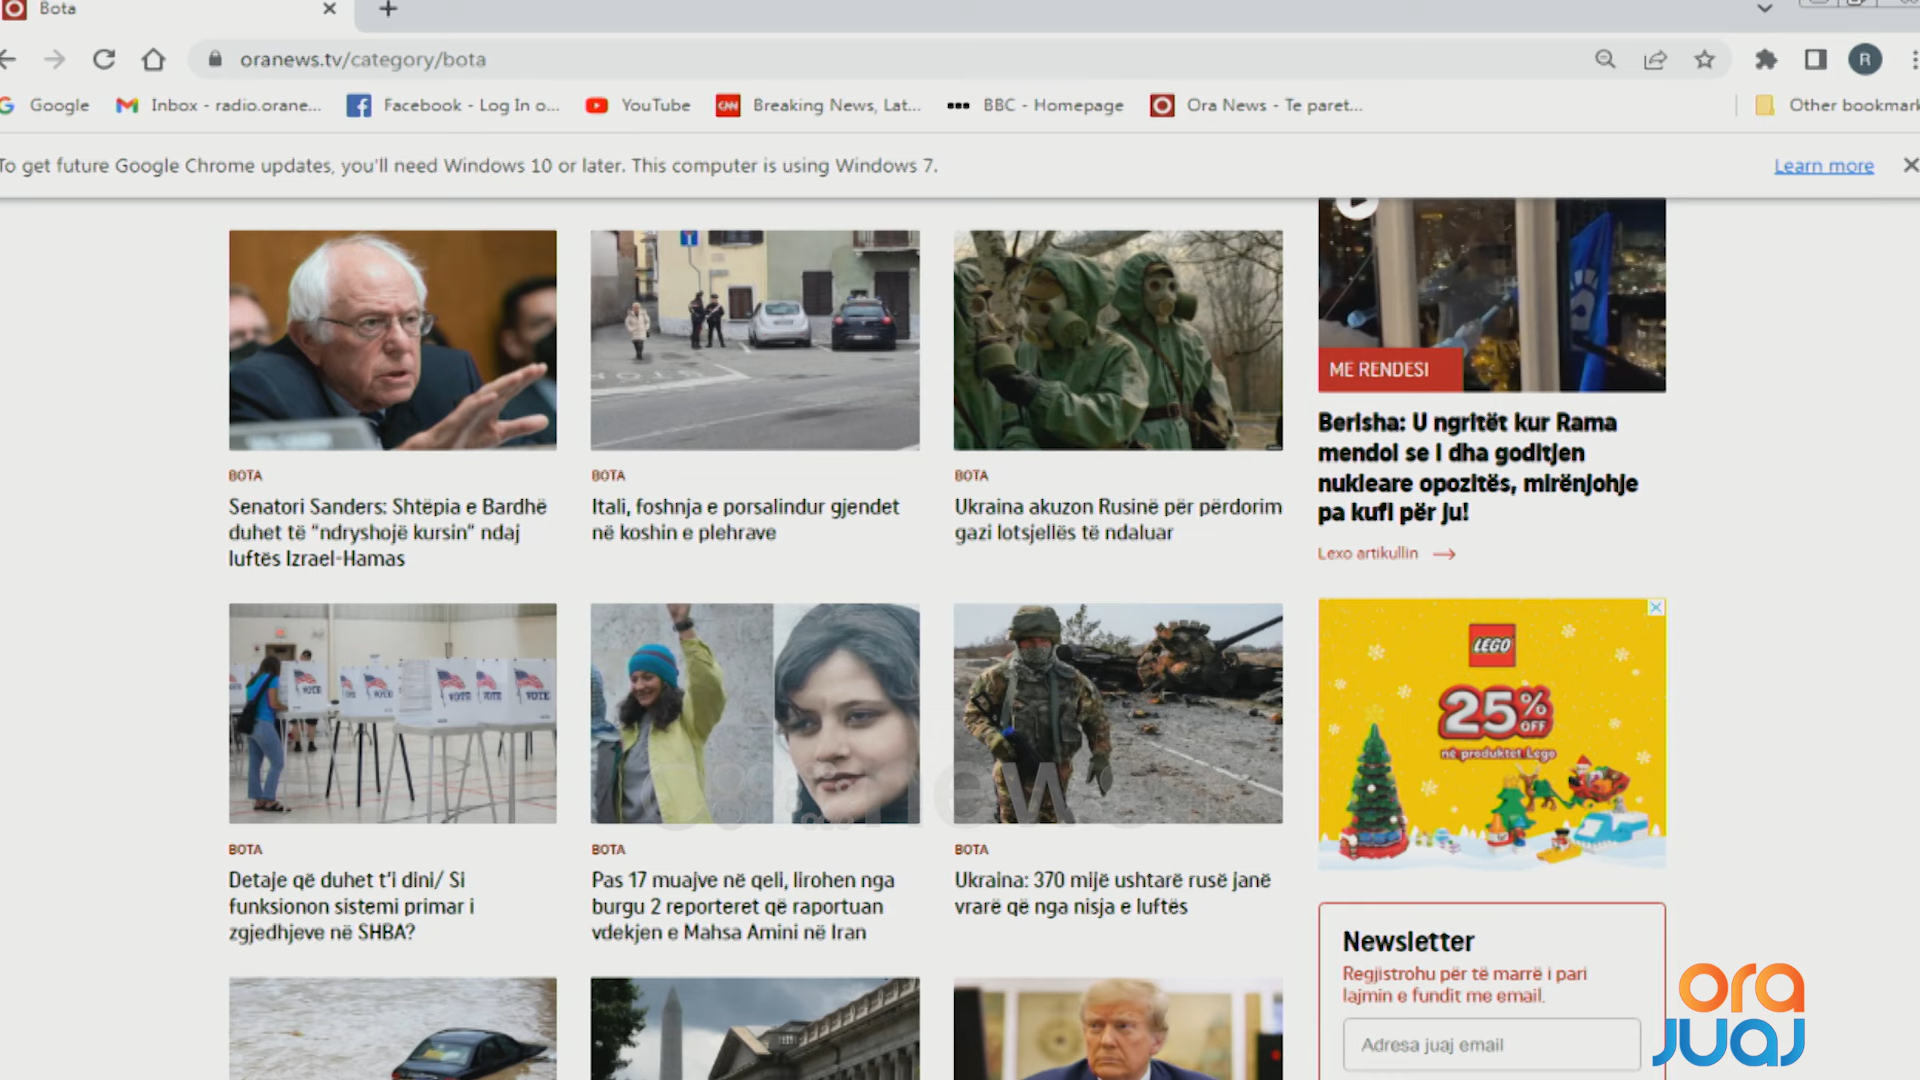 Bota
oranews.tv/category/bota
R
Google
Inbox - radio.orane...
Facebook - Log In o...
YouTube
CNN
Breaking News, Lat...
BBC - Homepage
Ora News - Te paret...
Other bookmark
To get future Google Chrome updates, you'll need Windows 10 or later. This computer is using Windows 7.
Learn more
BOTA
Senatori Sanders: Shtëpia e Bardhë
duhet të "ndryshojë kursin" ndaj
luftës Izrael-Hamas
BOTA
Itali, foshnja e porsalindur gjendet
në koshin e plehrave
BOTA
Ukraina akuzon Rusinë për përdorim
gazi lotsjellës të ndaluar
ME RENDESI
Berisha: U ngritët kur Rama
mendoi se i dha goditjen
nukleare opozitës, mirënjohje
pa kufi për ju!
Lexo artikullin
VOTE
VOTE
VOTE
VOTE
VOTE
BOTA
Detaje që duhet t'i dini/ Si
funksionon sistemi primar i
zgjedhjeve në SHBA?
BOTA
Pas 17 muajve në qeli, lirohen nga
burgu 2 reporteret që raportuan
vdekjen e Mahsa Amini në Iran
BOTA
Ukraina: 370 mijë ushtarë rusë janë
vrarë që nga nisja e luftës
LEGO
25%
OFF
në produktet Lego
Newsletter
Regjistrohu për të marrë i pari
lajmin e fundit me email.
Adresa juaj email
ora
juaj